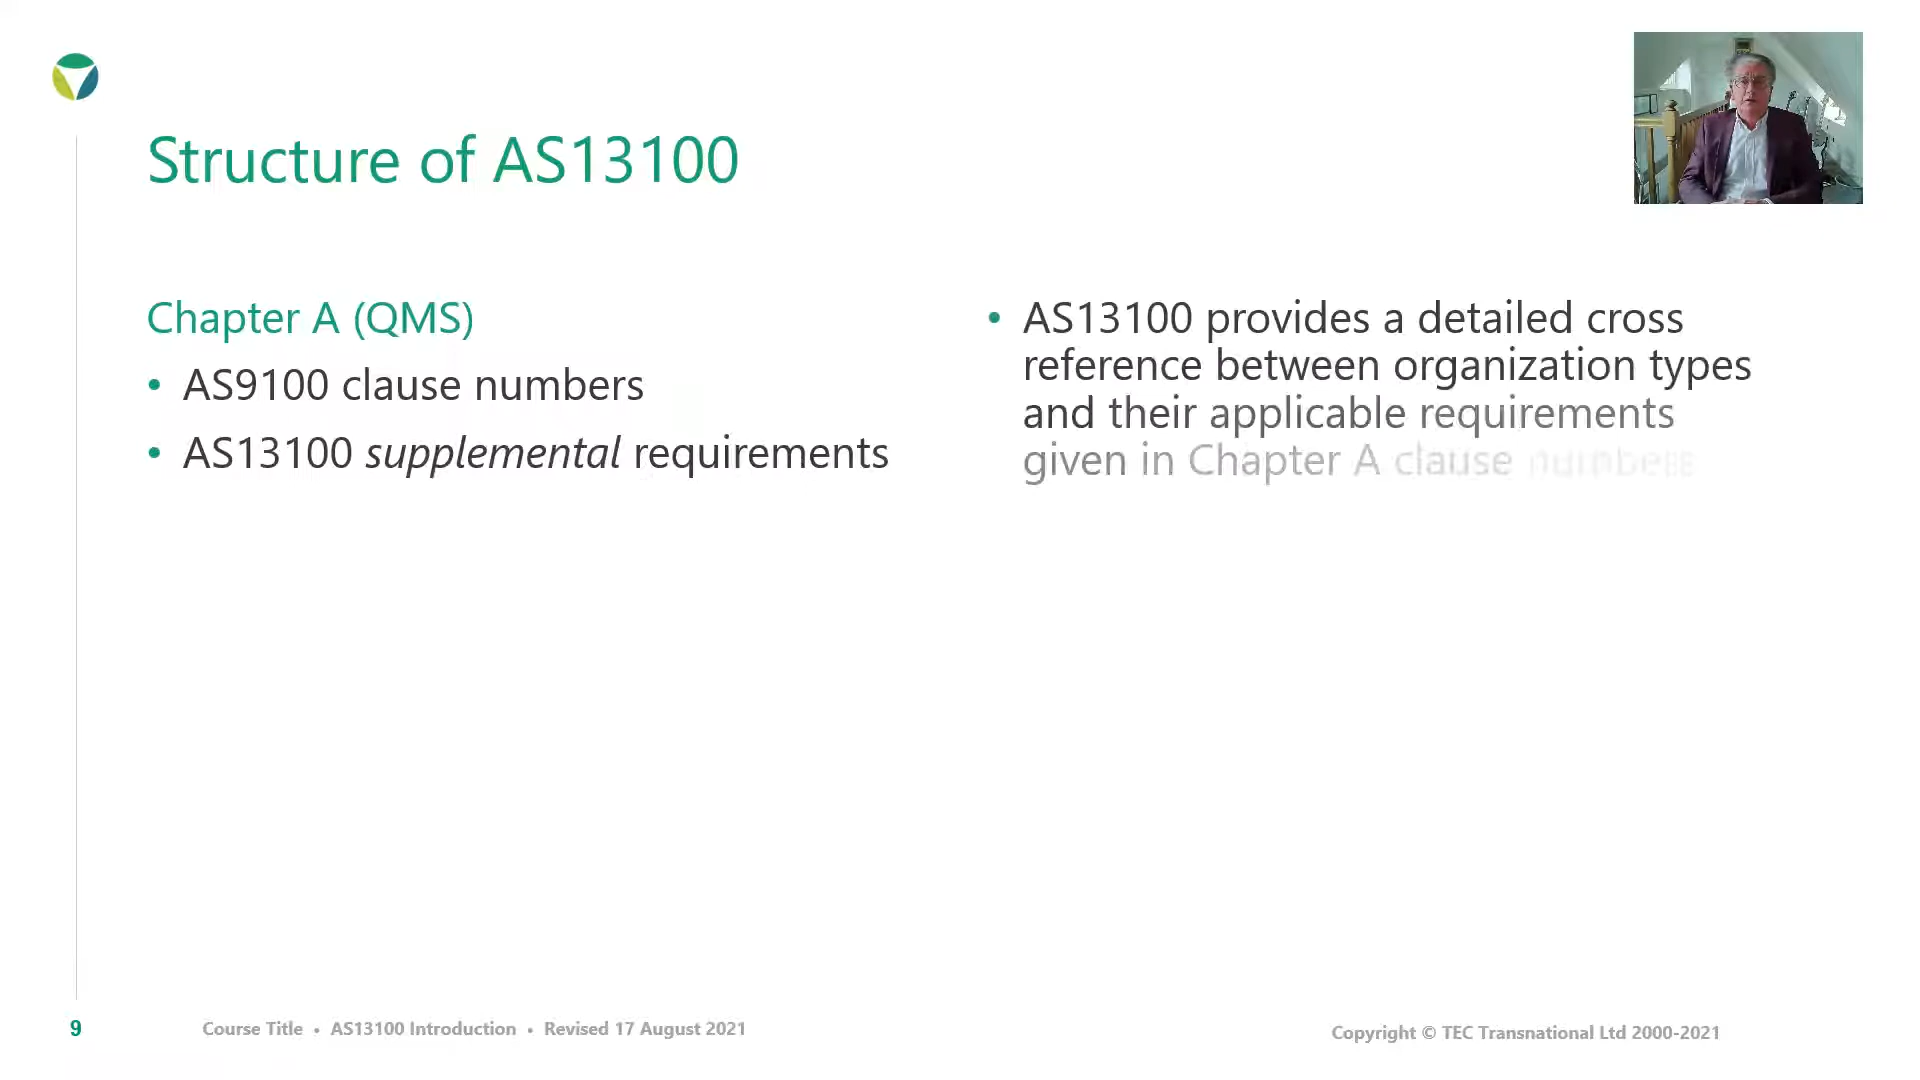 Structure of AS13100
Chapter A (QMS)
• AS9100 clause numbers
• AS13100 supplemental requirements
• AS13100 provides a detailed cross
reference between organization types
and their applicable requirements
given in Chapter A clause numbers
9
Course Title • AS13100 Introduction • Revised 17 August 2021
Copyright © TEC Transnational Ltd 2000-2021